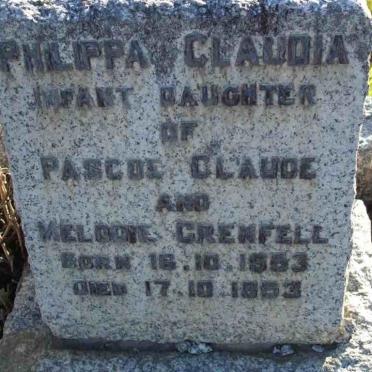 PHILIPPA CLAUDIA
INFANT DAUGHTER
OF
PASCOE CLAUDE
AND
MELODIE GRENFELL
BORN 16.10.1953
DIED 17.10.1953